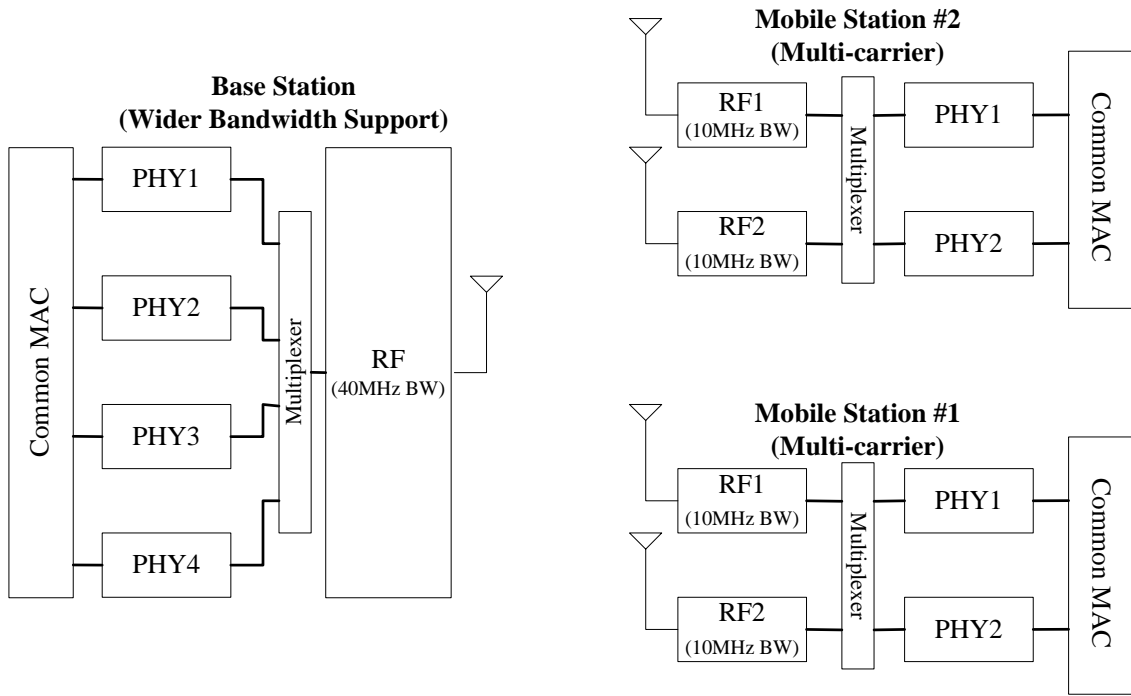 Base Station
(Wider Bandwidth Support)
Common MAC
PHY1
PHY2
PHY3
PHY4
Multiplexer
RF
(40MHz BW)
Mobile Station #2
(Multi-carrier)
RF1
(10MHz BW)
RF2
(10MHz BW)
Multiplexer
PHY1
PHY2
Common MAC
Mobile Station #1
(Multi-carrier)
RF1
(10MHz BW)
RF2
(10MHz BW)
Multiplexer
PHY1
PHY2
Common MAC